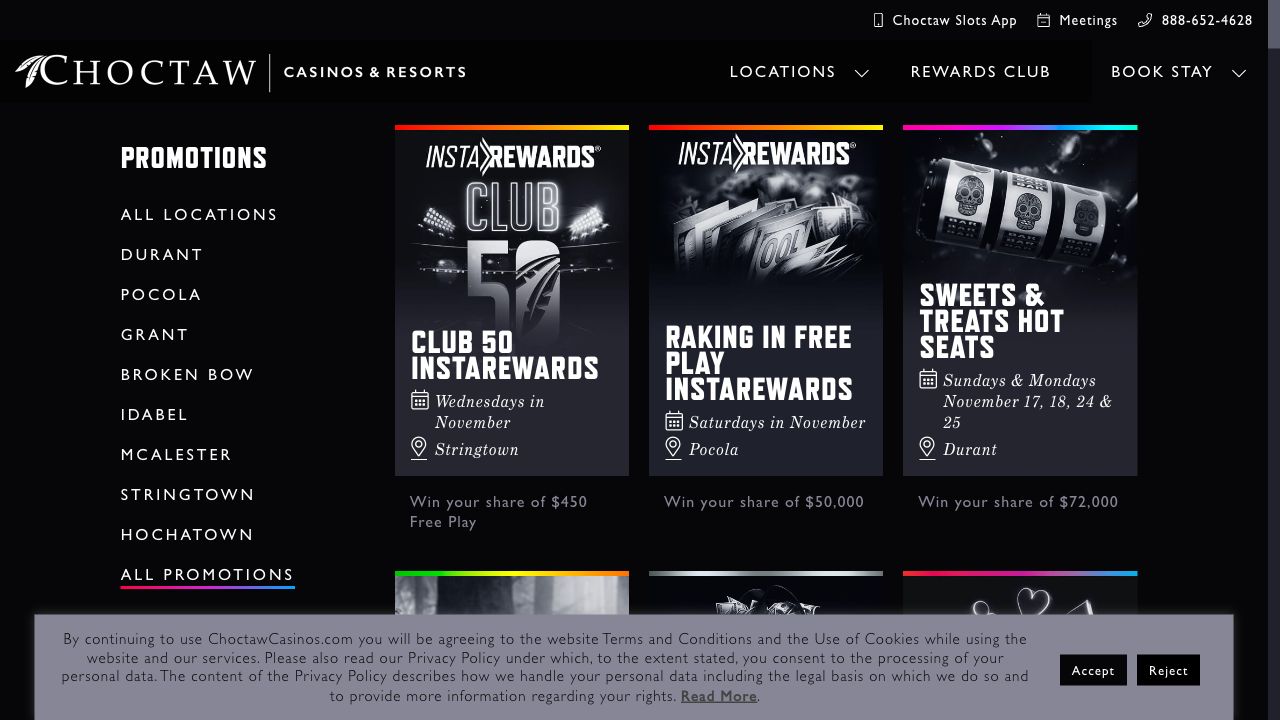 Choctaw Slots App
Meetings
888-652-4628
CHOCTAW
CASINOS & RESORTS
LOCATIONS
REWARDS CLUB
BOOK STAY
PROMOTIONS
ALL LOCATIONS
DURANT
POCOLA
GRANT
BROKEN BOW
IDABEL
MCALESTER
STRINGTOWN
HOCHATOWN
ALL PROMOTIONS
INSTA REWARDS®
CLUB
50
CLUB 50
INSTAREWARDS
Wednesdays in
November
Stringtown
Win your share of $450
Free Play
INSTA REWARDS®
RAKING IN FREE
PLAY
INSTAREWARDS
Saturdays in November
Pocola
Win your share of $50,000
SWEETS &
TREATS HOT
SEATS
Sundays & Mondays
November 17, 18, 24 &
25
Durant
Win your share of $72,000
By continuing to use ChoctawCasinos.com you will be agreeing to the website Terms and Conditions and the Use of Cookies while using the
website and our services. Please also read our Privacy Policy under which, to the extent stated, you consent to the processing of your
personal data. The content of the Privacy Policy describes how we handle your personal data including the legal basis on which we do so and
to provide more information regarding your rights. Read More.
Accept
Reject